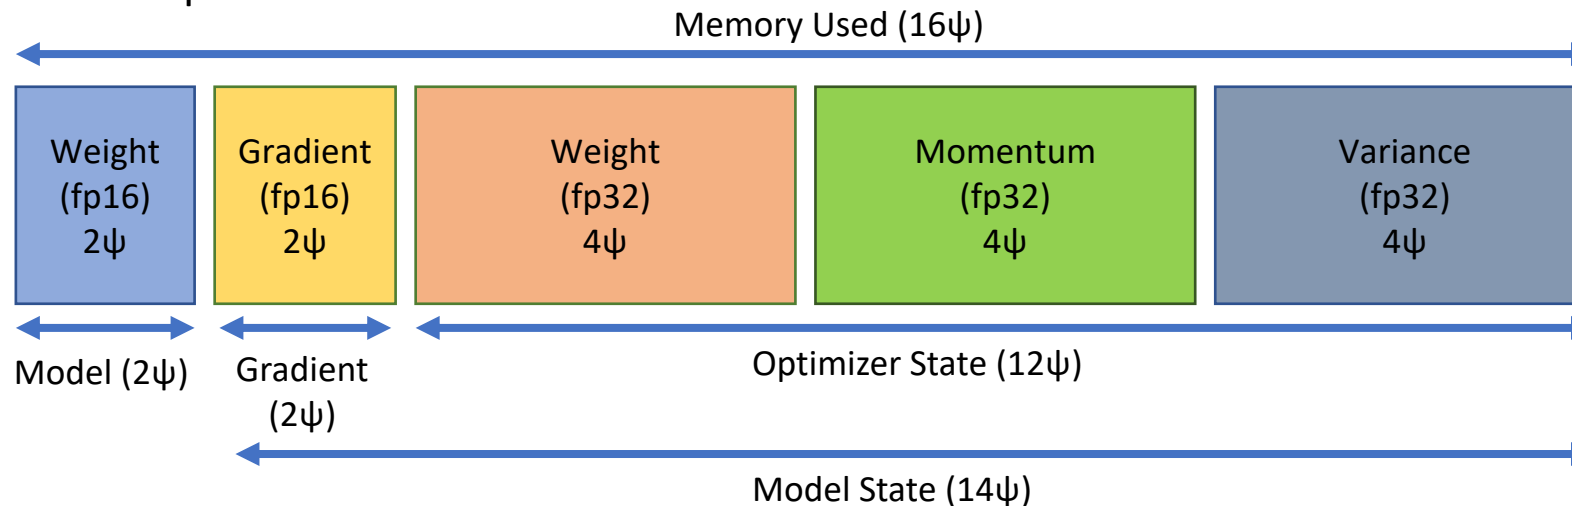 Memory Used (16ψ)
Weight
(fp16)
2ψ
Gradient
(fp16)
2ψ
Weight
(fp32)
4ψ
Momentum
(fp32)
4ψ
Variance
(fp32)
4ψ
Model (2ψ)
Gradient
(2ψ)
Optimizer State (12ψ)
Model State (14ψ)